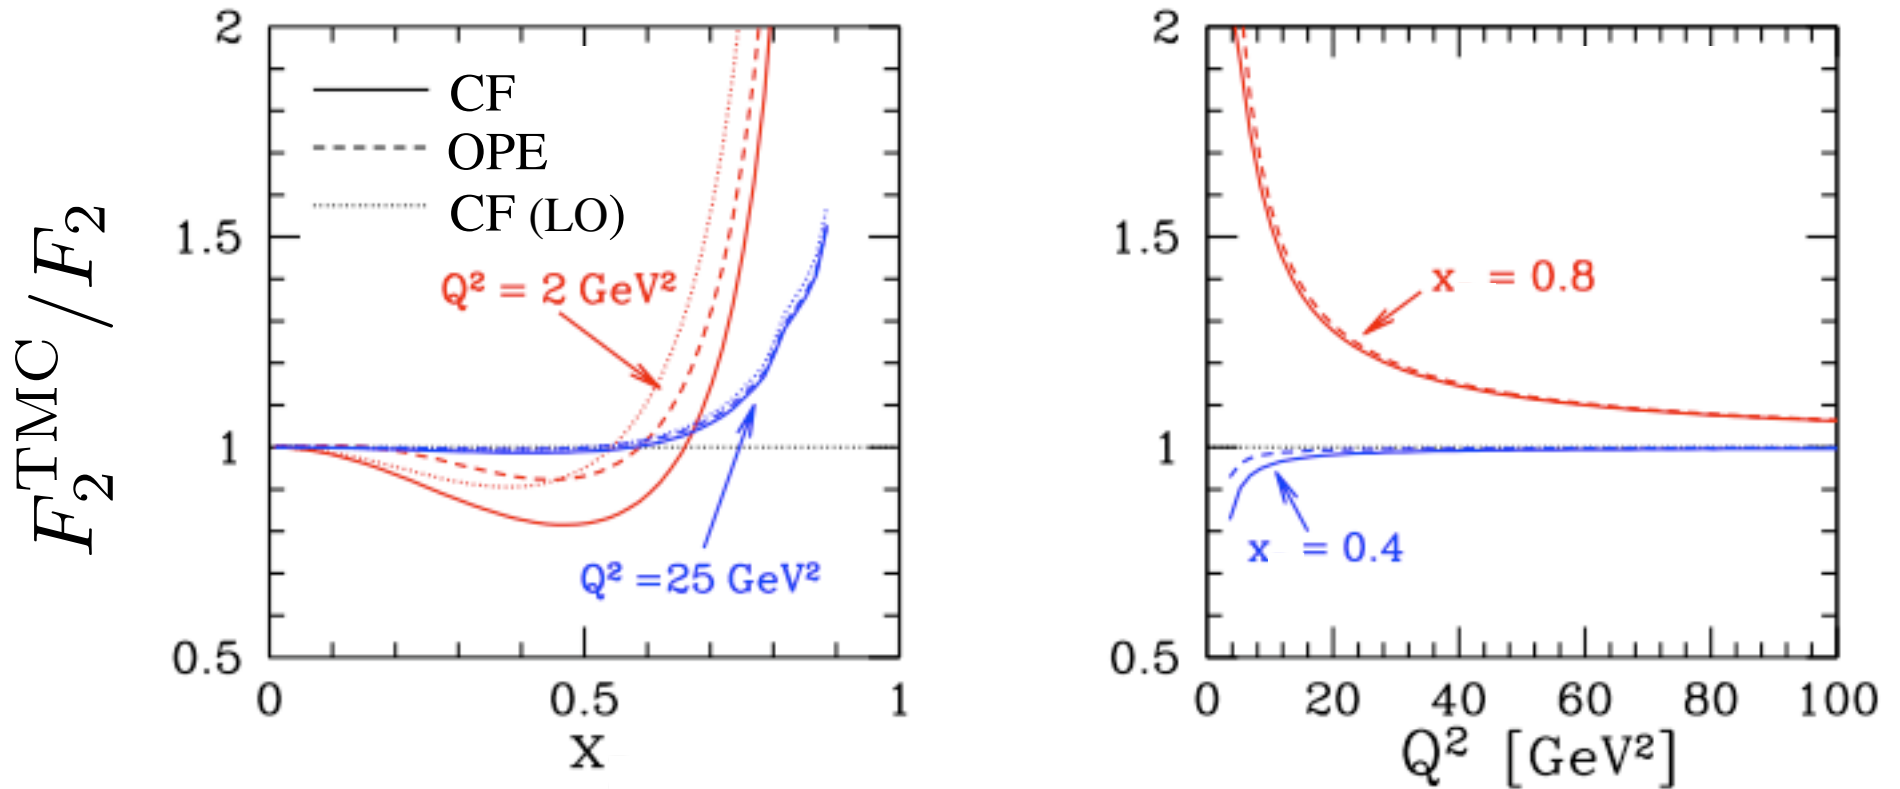 F₂ᵀᴹᶜ / F₂
2
1.5
1
0.5
0
0.5
1
x
CF
OPE
CF (LO)
Q² = 2 GeV²
Q² =25 GeV²
2
1.5
1
0.5
0
20
40
60
80
100
Q² [GeV²]
x = 0.8
x = 0.4